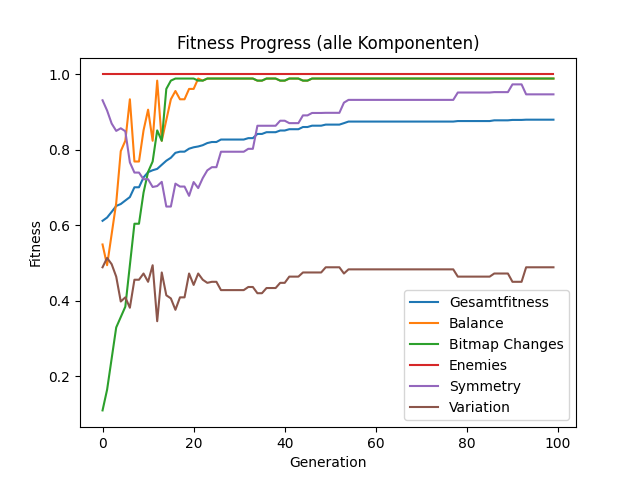 Fitness Progress (alle Komponenten)
1.0
0.8
0.6
0.4
0.2
Fitness
0
20
40
60
80
100
Generation
Gesamtfitness
Balance
Bitmap Changes
Enemies
Symmetry
Variation